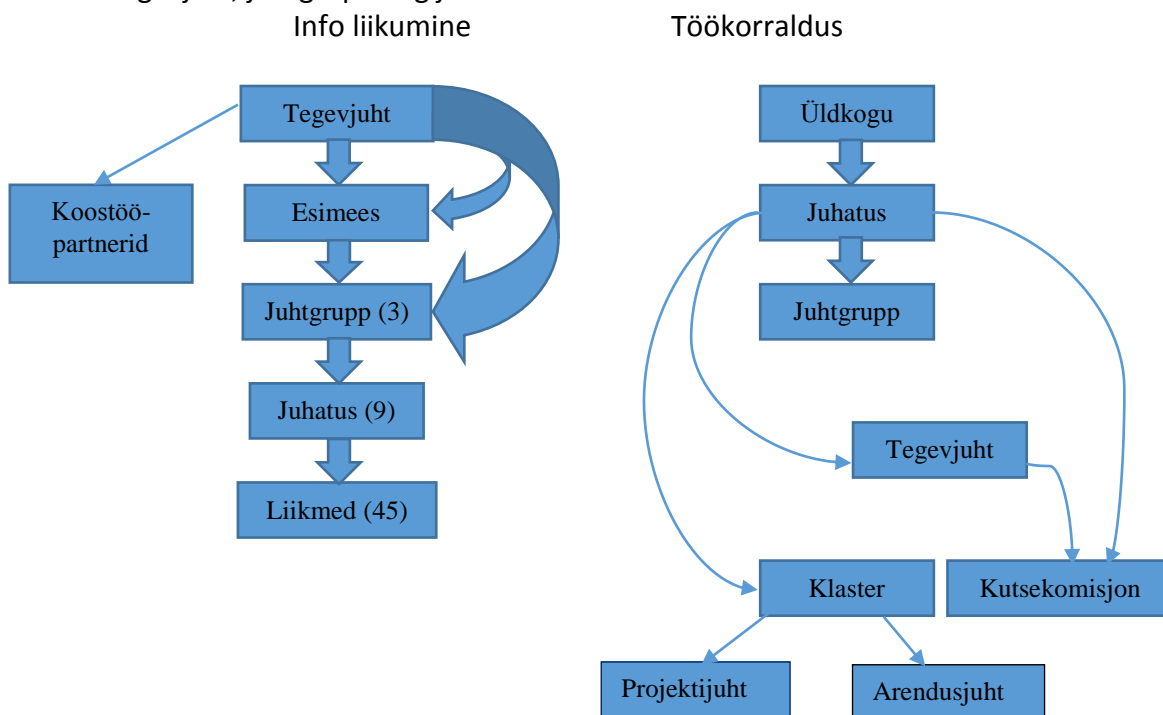 Info liikumine
Töökorraldus
Tegevjuht
Koostöö-
partnerid
Esimees
Juhtgrupp (3)
Juhatus (9)
Liikmed (45)
Üldkogu
Juhatus
Juhtgrupp
Tegevjuht
Klaster
Kutsekomisjon
Projektijuht
Arendusjuht